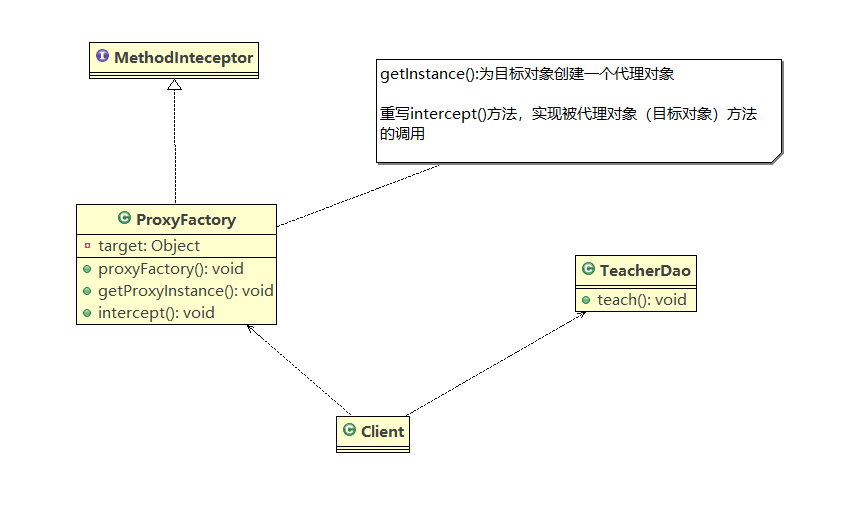 MethodInteceptor
getInstance():为目标对象创建一个代理对象
重写intercept()方法，实现被代理对象（目标对象）方法
的调用
ProxyFactory
target: Object
proxyFactory(): void
getProxyInstance(): void
intercept(): void
TeacherDao
teach(): void
Client